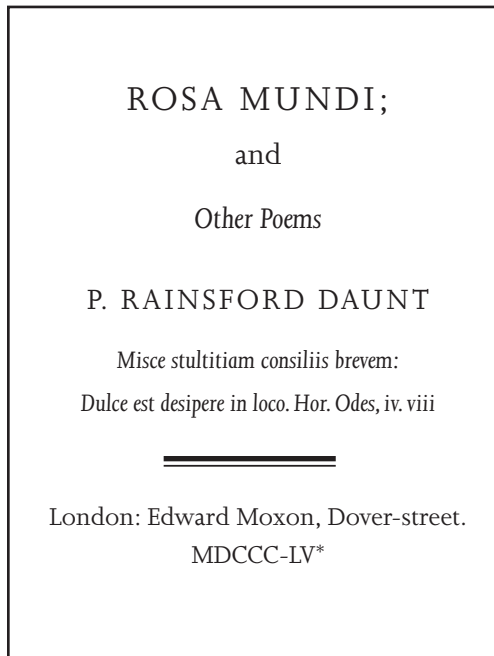 ROSA MUNDI;
and
Other Poems
P. RAINSFORD DAUNT
Misce stultitiam consiliis brevem:
Dulce est desipere in loco. Hor. Odes, iv. viii
London: Edward Moxon, Dover-street.
MDCCC-LV*